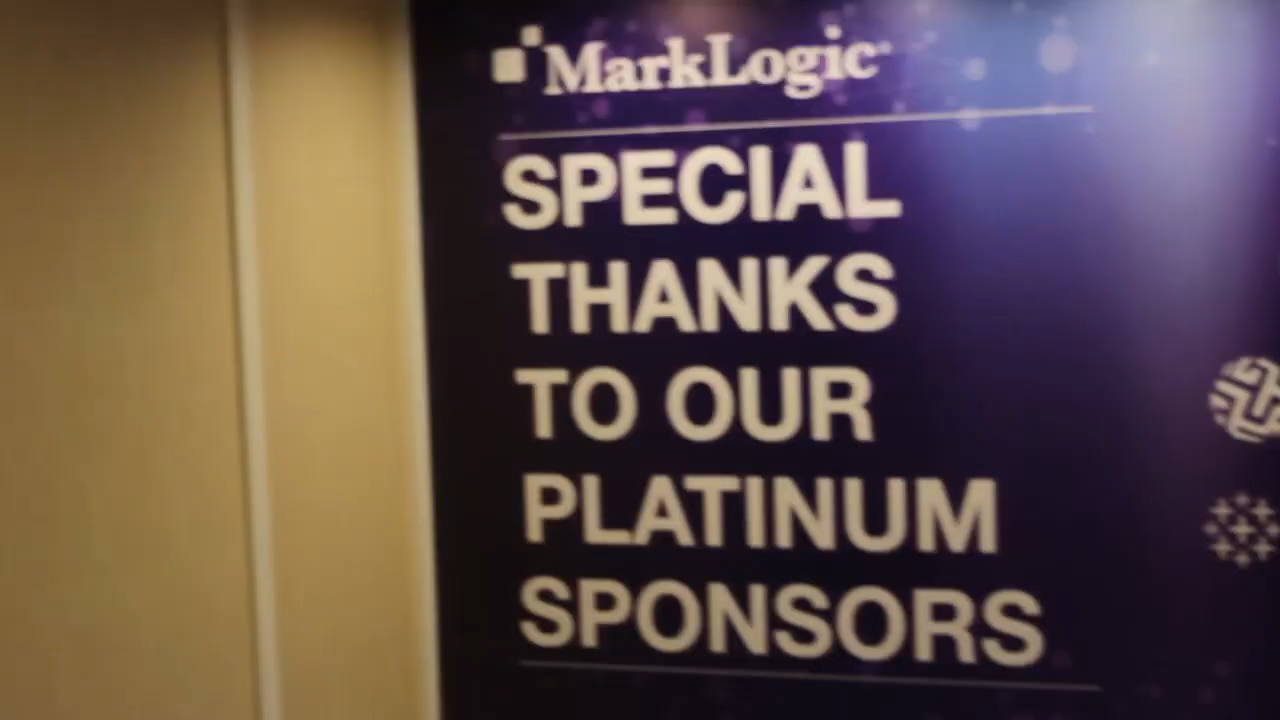 MarkLogic
SPECIAL
THANKS
TO OUR
PLATINUM
SPONSORS